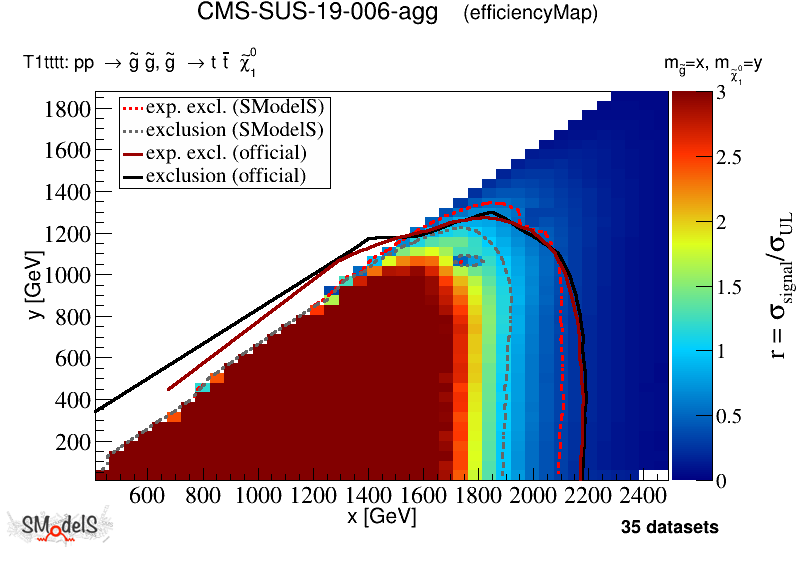 CMS-SUS-19-006-agg (efficiencyMap)
T1tttt: pp → g̃ g̃, g̃ → t t̄ χ̃⁰₁
m_g̃=x, m_χ̃⁰₁=y
exp. excl. (SModelS)
exclusion (SModelS)
exp. excl. (official)
exclusion (official)
1800
1600
1400
1200
1000
800
600
400
200
y [GeV]
600 800 1000 1200 1400 1600 1800 2000 2200 2400
x [GeV]
3
2.5
2
1.5
1
0.5
0
r = σ_signal/σ_UL
SModelS
35 datasets